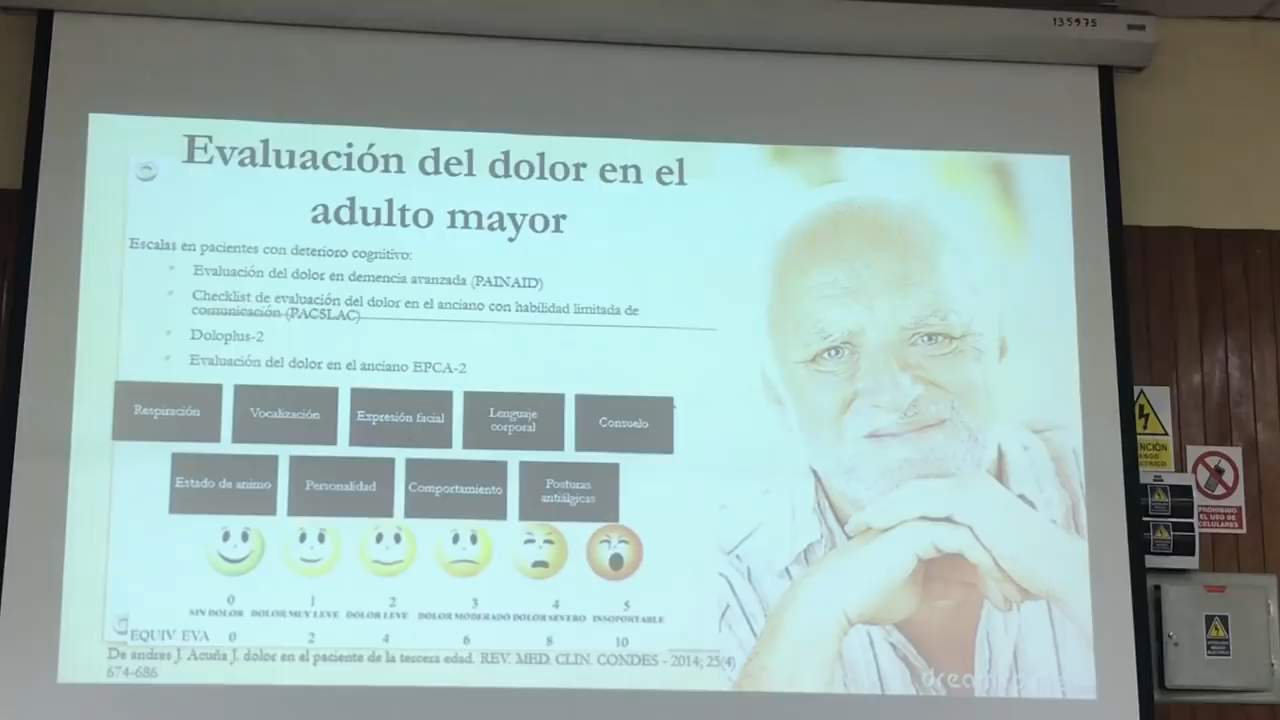 135975
Evaluación del dolor en el
adulto mayor
Escalas en pacientes con deterioro cognitivo:
Evaluación del dolor en demencia avanzada (PAINAID)
Checklist de evaluación del dolor en el anciano con habilidad limitada de
comunicación (PACSLAC)
Doloplus-2
Evaluación del dolor en el anciano EPCA-2
Respiración
Vocalización
Expresión facial
Lenguaje
corporal
Consuelo
Estado de animo
Personalidad
Comportamiento
Posturas
antiálgicas
0 1 2 3 4 5
SIN DOLOR DOLOR MUY LEVE DOLOR LEVE DOLOR MODERADO DOLOR SEVERO INSOPORTABLE
EQUIV. EVA 0 2 4 6 8 10
De andres J. Acuña J. dolor en el paciente de la tercera edad. REV. MED. CLIN. CONDES - 2014; 25(4)
674-686
PROHIBIDO
EL USO DE
CELULARES